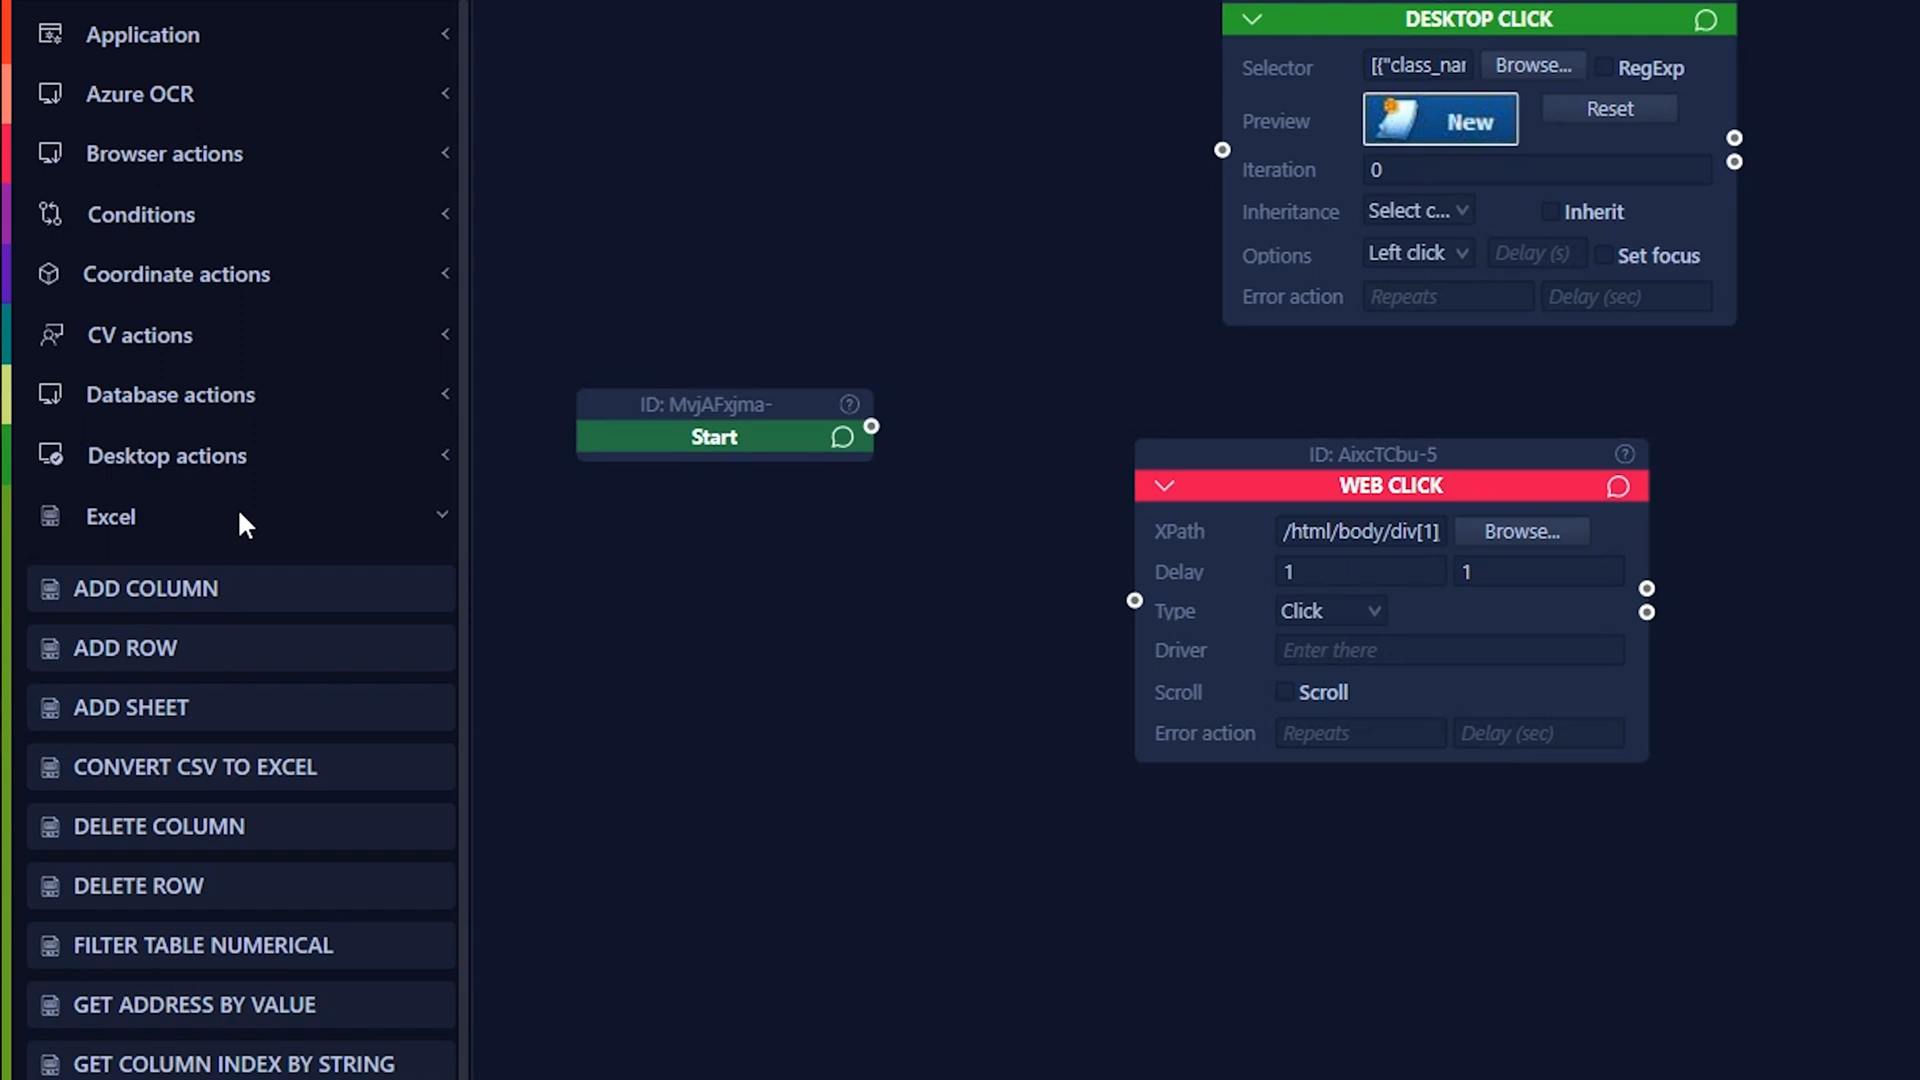 Application
Azure OCR
Browser actions
Conditions
Coordinate actions
CV actions
Database actions
Desktop actions
Excel
ADD COLUMN
ADD ROW
ADD SHEET
CONVERT CSV TO EXCEL
DELETE COLUMN
DELETE ROW
FILTER TABLE NUMERICAL
GET ADDRESS BY VALUE
GET COLUMN INDEX BY STRING
ID: MvjAFxjma-
Start
DESKTOP CLICK
Selector [{"class_nar Browse... RegExp
Preview New Reset
Iteration 0
Inheritance Select c... Inherit
Options Left click Delay (s) Set focus
Error action Repeats Delay (sec)
ID: AixcTCbu-5
WEB CLICK
XPath /html/body/div[1] Browse...
Delay 1 1
Type Click
Driver Enter there
Scroll Scroll
Error action Repeats Delay (sec)